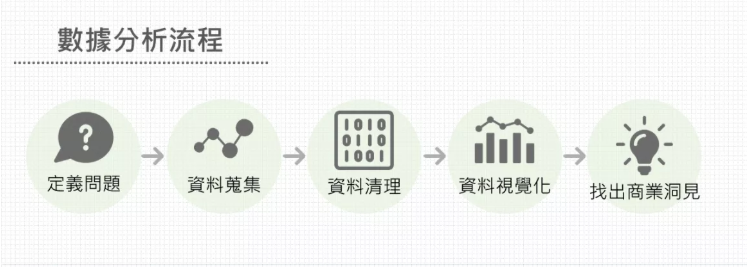 數據分析流程
?
1010
0110
1001
定義問題
資料蒐集
資料清理
資料視覺化
找出商業洞見